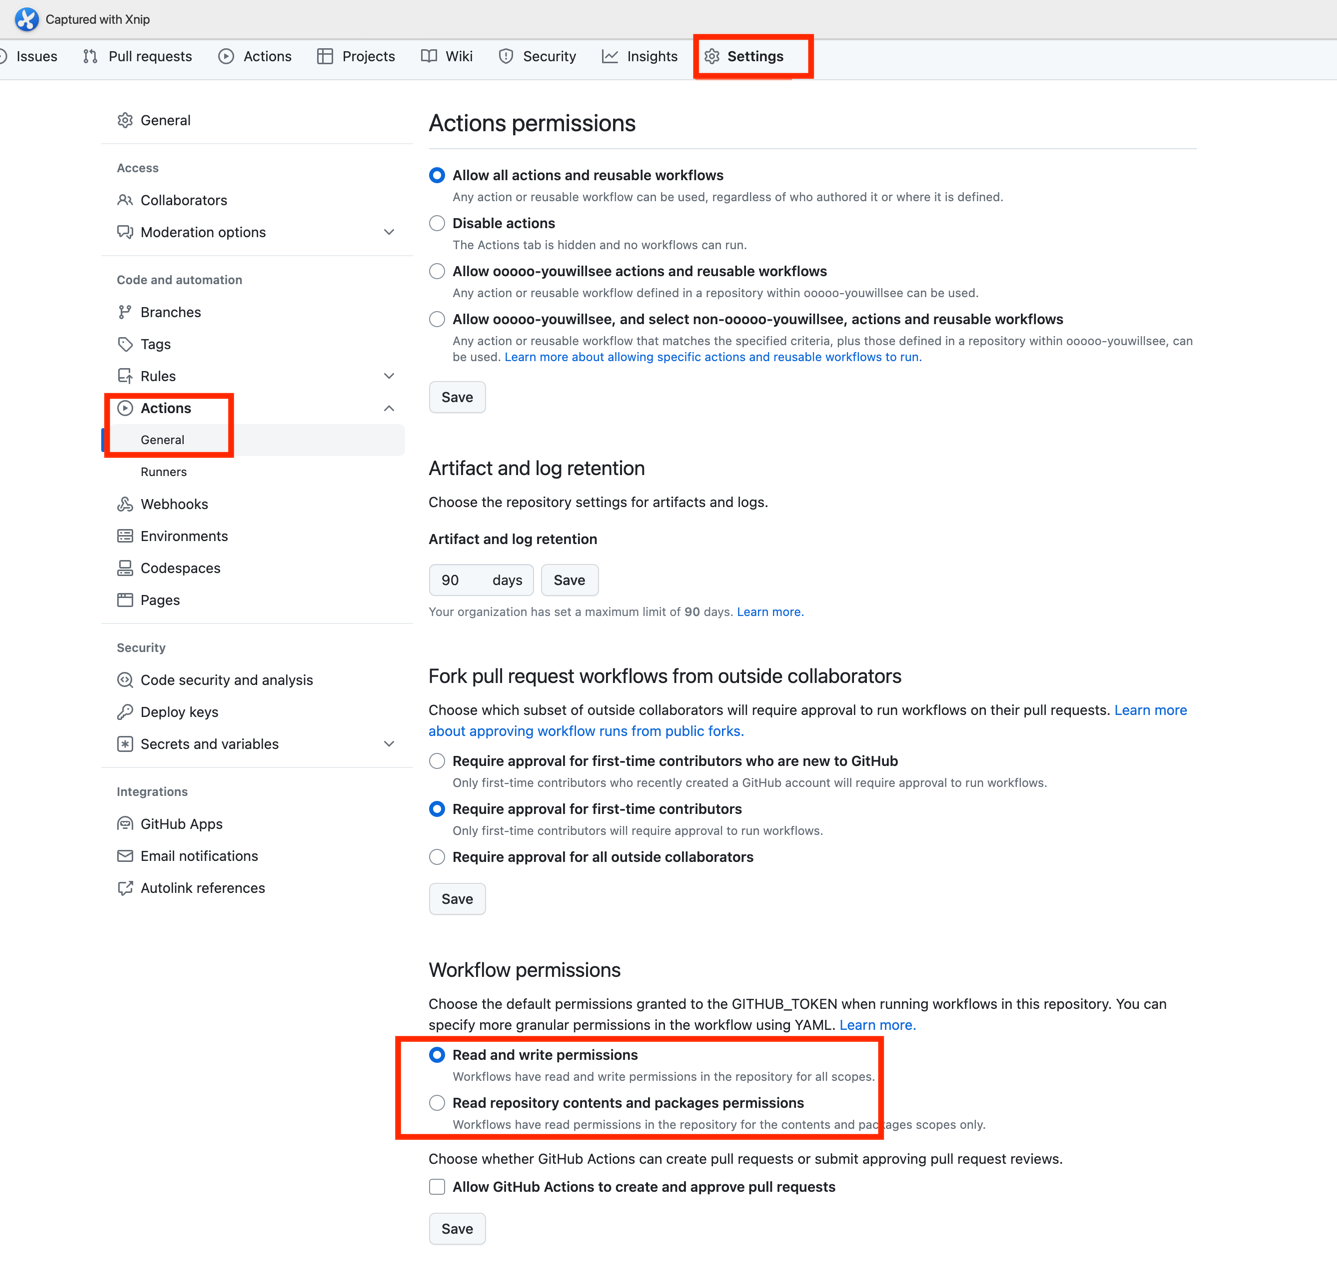 Captured with Xnip
Issues Pull requests Actions Projects Wiki Security Insights Settings
General
Access
Collaborators
Moderation options
Code and automation
Branches
Tags
Rules
Actions
General
Runners
Webhooks
Environments
Codespaces
Pages
Security
Code security and analysis
Deploy keys
Secrets and variables
Integrations
GitHub Apps
Email notifications
Autolink references
Actions permissions
Allow all actions and reusable workflows
Any action or reusable workflow can be used, regardless of who authored it or where it is defined.
Disable actions
The Actions tab is hidden and no workflows can run.
Allow ooooo-youwillsee actions and reusable workflows
Any action or reusable workflow defined in a repository within ooooo-youwillsee can be used.
Allow ooooo-youwillsee, and select non-ooooo-youwillsee, actions and reusable workflows
Any action or reusable workflow that matches the specified criteria, plus those defined in a repository within ooooo-youwillsee, can
be used. Learn more about allowing specific actions and reusable workflows to run.
Save
Artifact and log retention
Choose the repository settings for artifacts and logs.
Artifact and log retention
90 days Save
Your organization has set a maximum limit of 90 days. Learn more.
Fork pull request workflows from outside collaborators
Choose which subset of outside collaborators will require approval to run workflows on their pull requests. Learn more
about approving workflow runs from public forks.
Require approval for first-time contributors who are new to GitHub
Only first-time contributors who recently created a GitHub account will require approval to run workflows.
Require approval for first-time contributors
Only first-time contributors will require approval to run workflows.
Require approval for all outside collaborators
Save
Workflow permissions
Choose the default permissions granted to the GITHUB_TOKEN when running workflows in this repository. You can
specify more granular permissions in the workflow using YAML. Learn more.
Read and write permissions
Workflows have read and write permissions in the repository for all scopes.
Read repository contents and packages permissions
Workflows have read permissions in the repository for the contents and packages scopes only.
Choose whether GitHub Actions can create pull requests or submit approving pull request reviews.
Allow GitHub Actions to create and approve pull requests
Save